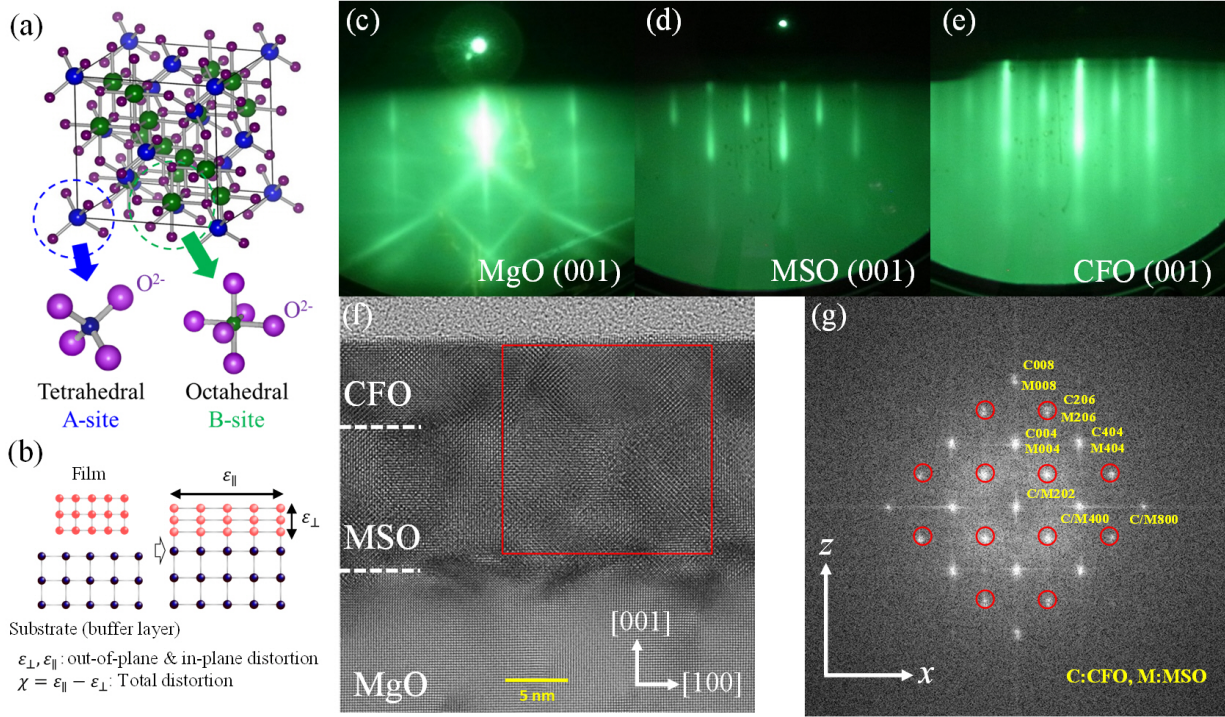 (a)
O2-
O2-
Tetrahedral
A-site
Octahedral
B-site
(b)
Film
ε∥
ε⊥
Substrate (buffer layer)
ε⊥, ε∥: out-of-plane & in-plane distortion
χ = ε∥ − ε⊥: Total distortion
(c)
MgO (001)
(d)
MSO (001)
(e)
CFO (001)
(f)
CFO
MSO
MgO
5 nm
[001]
[100]
(g)
C008
M008
C206
M206
C004
M004
C404
M404
C/M202
C/M400
C/M800
z
x
C:CFO, M:MSO